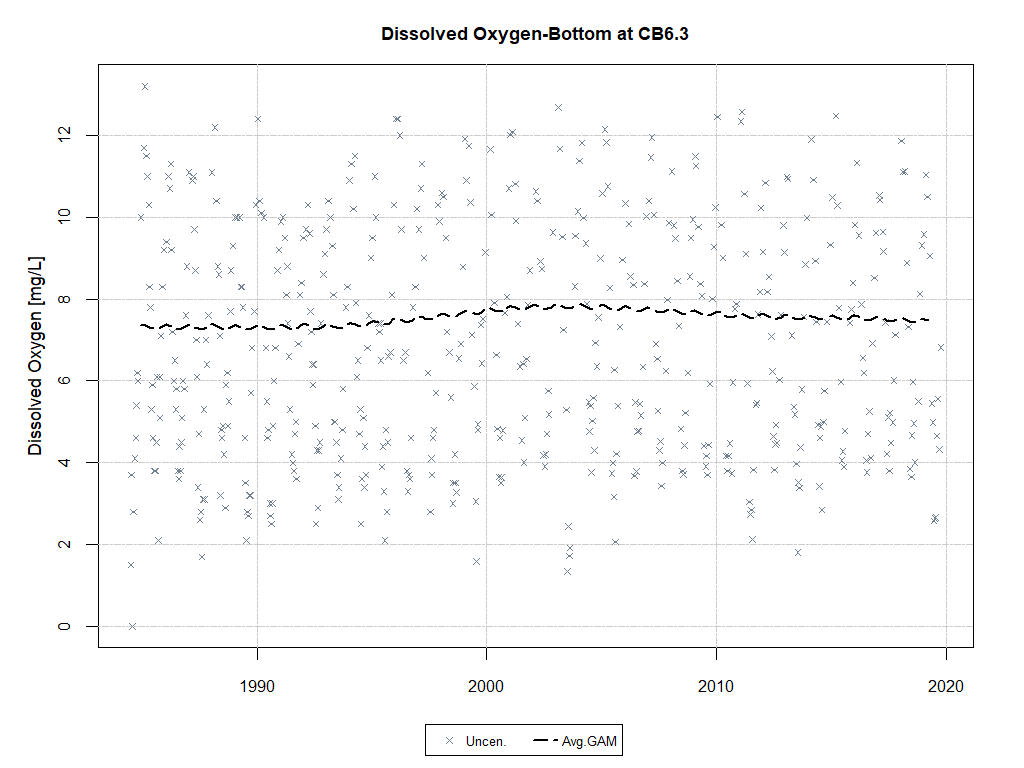 Dissolved Oxygen-Bottom at CB6.3
Dissolved Oxygen [mg/L]
12
10
8
6
4
2
0
1990 2000 2010 2020
Uncen. Avg.GAM